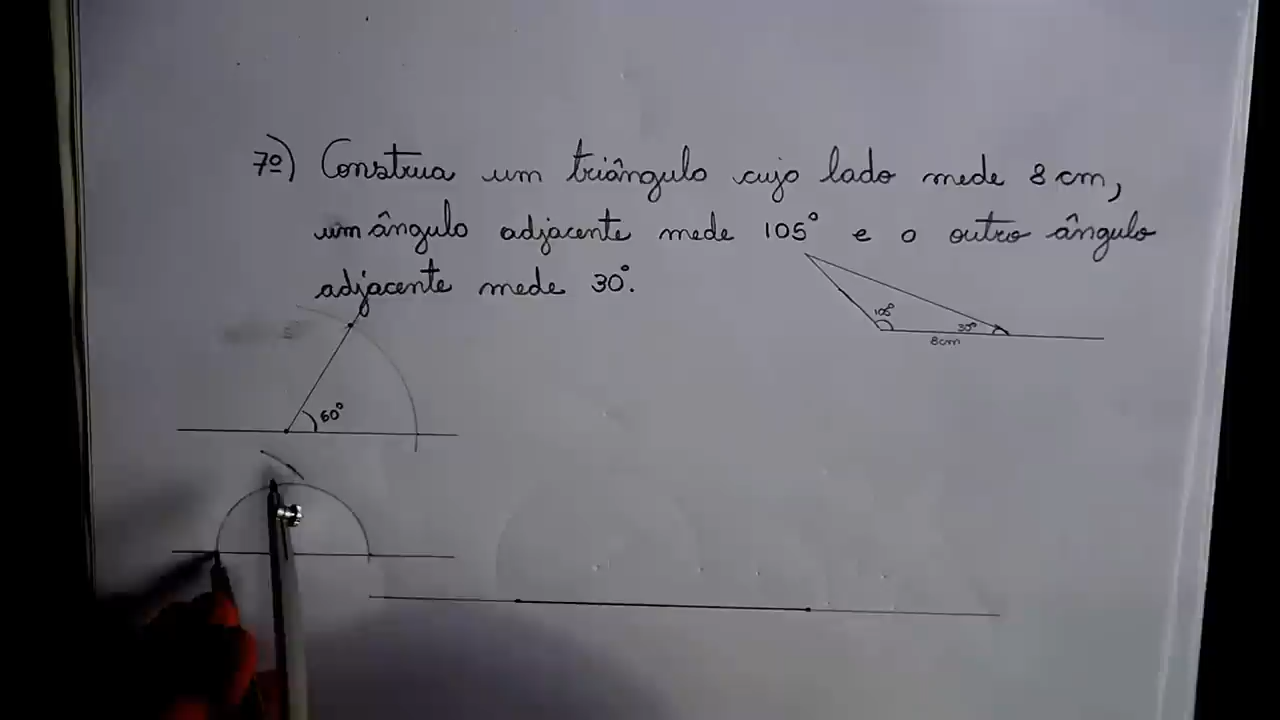 7º) Construa um triângulo cujo lado mede 8 cm,
um ângulo adjacente mede 105° e o outro ângulo
adjacente mede 30°.
105°
30°
8cm
60°